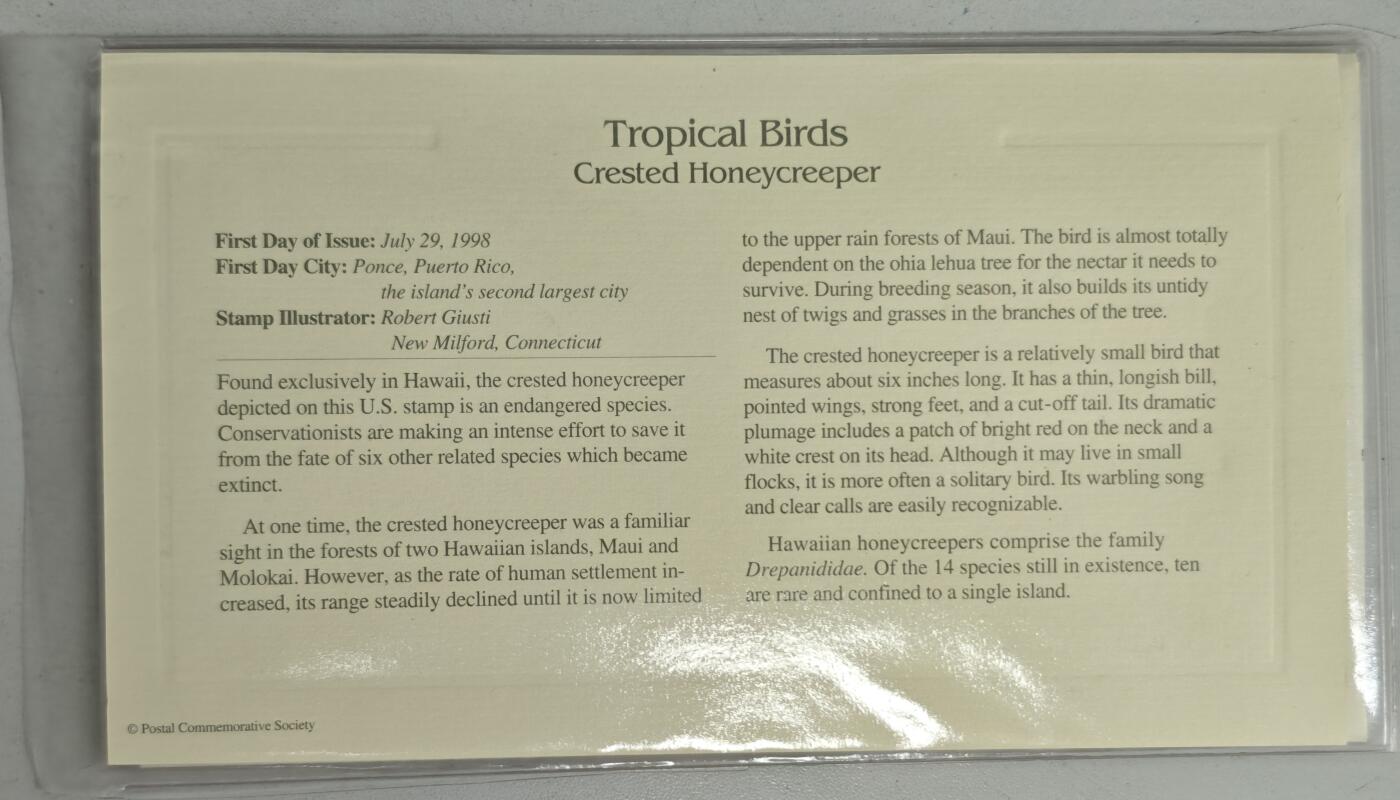 Tropical Birds
Crested Honeycreeper
First Day of Issue: July 29, 1998
First Day City: Ponce, Puerto Rico,
the island's second largest city
Stamp Illustrator: Robert Giusti
New Milford, Connecticut
Found exclusively in Hawaii, the crested honeycreeper
depicted on this U.S. stamp is an endangered species.
Conservationists are making an intense effort to save it
from the fate of six other related species which became
extinct.
At one time, the crested honeycreeper was a familiar
sight in the forests of two Hawaiian islands, Maui and
Molokai. However, as the rate of human settlement in-
creased, its range steadily declined until it is now limited
to the upper rain forests of Maui. The bird is almost totally
dependent on the ohia lehua tree for the nectar it needs to
survive. During breeding season, it also builds its untidy
nest of twigs and grasses in the branches of the tree.
The crested honeycreeper is a relatively small bird that
measures about six inches long. It has a thin, longish bill,
pointed wings, strong feet, and a cut-off tail. Its dramatic
plumage includes a patch of bright red on the neck and a
white crest on its head. Although it may live in small
flocks, it is more often a solitary bird. Its warbling song
and clear calls are easily recognizable.
Hawaiian honeycreepers comprise the family
Drepanididae. Of the 14 species still in existence, ten
are rare and confined to a single island.
© Postal Commemorative Society